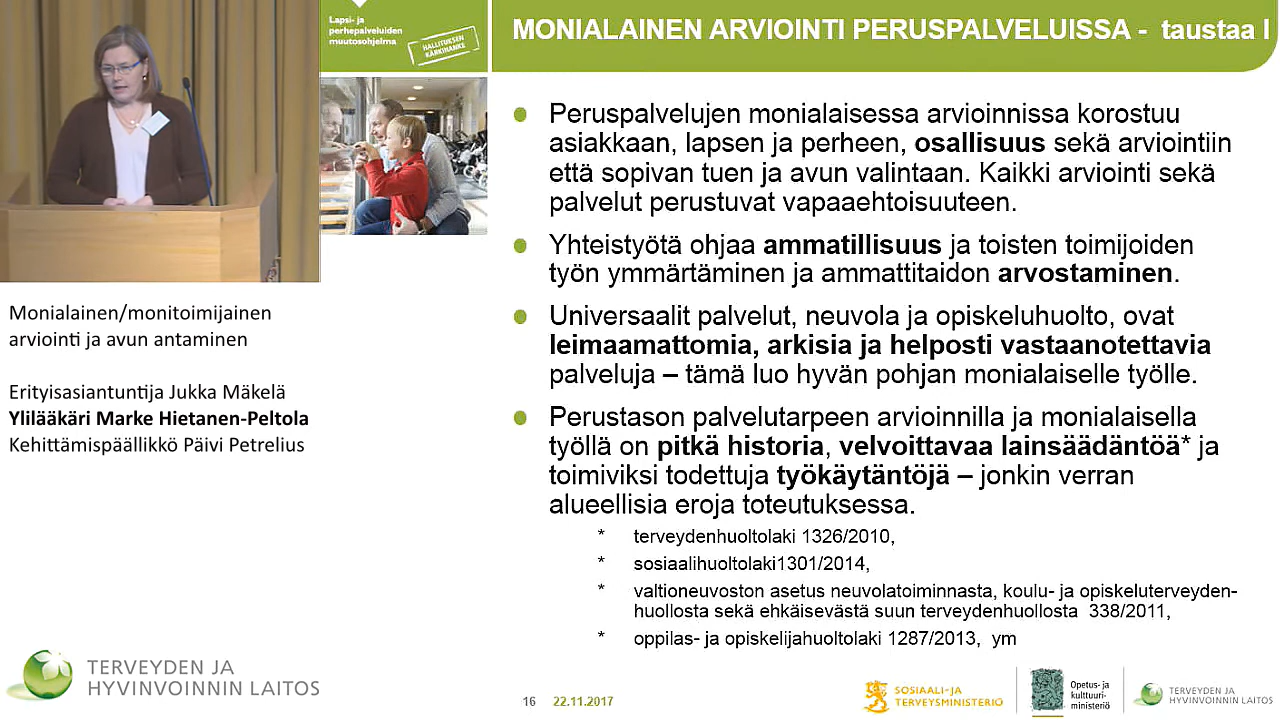 Lapsi- ja
perhepalveluiden
muutosohjelma
HALLITUKSEN
KÄRKIHANKE
MONIALAINEN ARVIOINTI PERUSPALVELUISSA - taustaa I
Peruspalvelujen monialaisessa arvioinnissa korostuu
asiakkaan, lapsen ja perheen, osallisuus sekä arviointiin
että sopivan tuen ja avun valintaan. Kaikki arviointi sekä
palvelut perustuvat vapaaehtoisuuteen.
Yhteistyötä ohjaa ammatillisuus ja toisten toimijoiden
työn ymmärtäminen ja ammattitaidon arvostaminen.
Universaalit palvelut, neuvola ja opiskeluhuolto, ovat
leimaamattomia, arkisia ja helposti vastaanotettavia
palveluja – tämä luo hyvän pohjan monialaiselle työlle.
Perustason palvelutarpeen arvioinnilla ja monialaisella
työllä on pitkä historia, velvoittavaa lainsäädäntöä* ja
toimiviksi todettuja työkäytäntöjä – jonkin verran
alueellisia eroja toteutuksessa.
* terveydenhuoltolaki 1326/2010,
* sosiaalihuoltolaki1301/2014,
* valtioneuvoston asetus neuvolatoiminnasta, koulu- ja opiskeluterveyden-
huollosta sekä ehkäisevästä suun terveydenhuollosta 338/2011,
* oppilas- ja opiskelijahuoltolaki 1287/2013, ym
Monialainen/monitoimijainen
arviointi ja avun antaminen
Erityisasiantuntija Jukka Mäkelä
Ylilääkäri Marke Hietanen-Peltola
Kehittämispäällikkö Päivi Petrelius
TERVEYDEN JA
HYVINVOINNIN LAITOS
16 22.11.2017
SOSIAALI- JA
TERVEYSMINISTERIÖ
Opetus- ja
kulttuuri-
ministeriö
TERVEYDEN JA
HYVINVOINNIN LAITOS